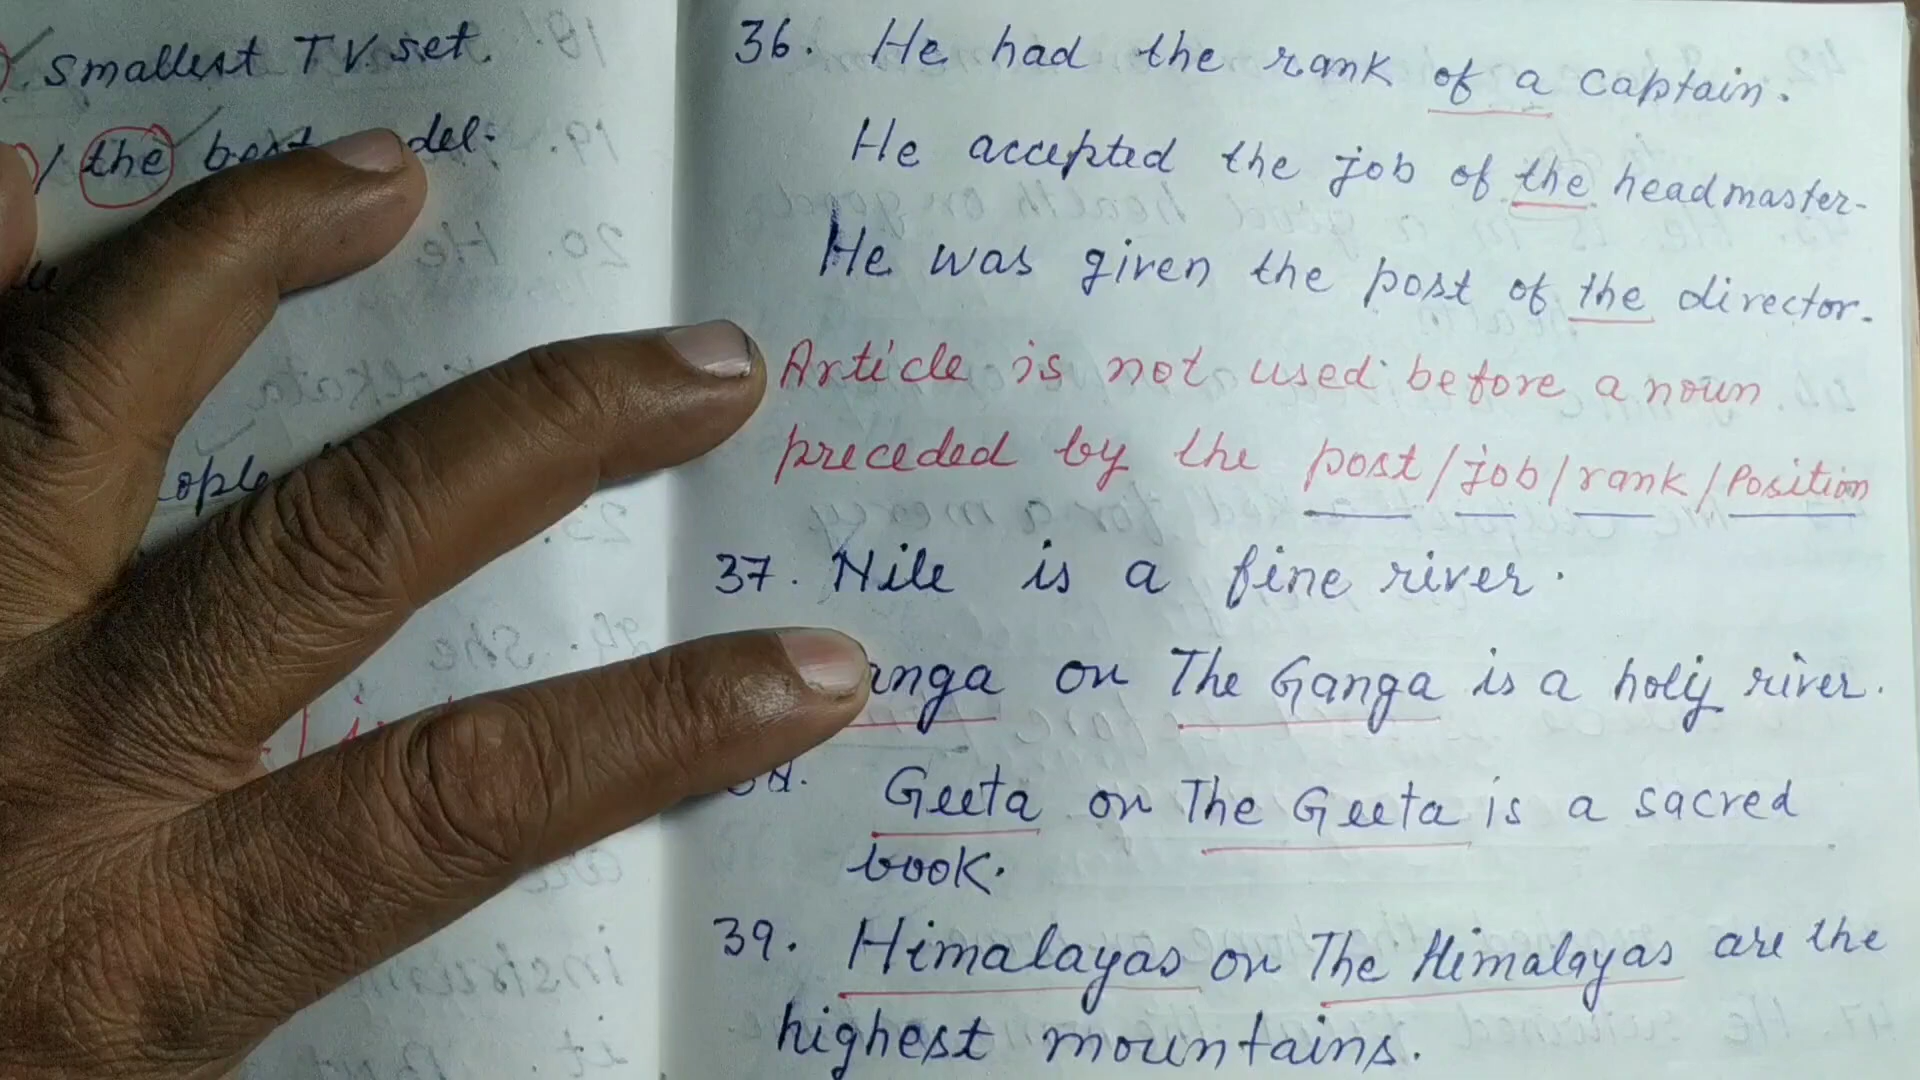 smallest T.V. set.
/ the best
36. He had the rank of a captain.
He accepted the job of the headmaster.
He was given the post of the director.
Article is not used before a noun
preceded by the post/job/rank/Position
37. Nile is a fine river.
or The Ganga is a holy river.
Geeta or The Geeta is a sacred
book.
39. Himalayas or The Himalayas are the
highest mountains.